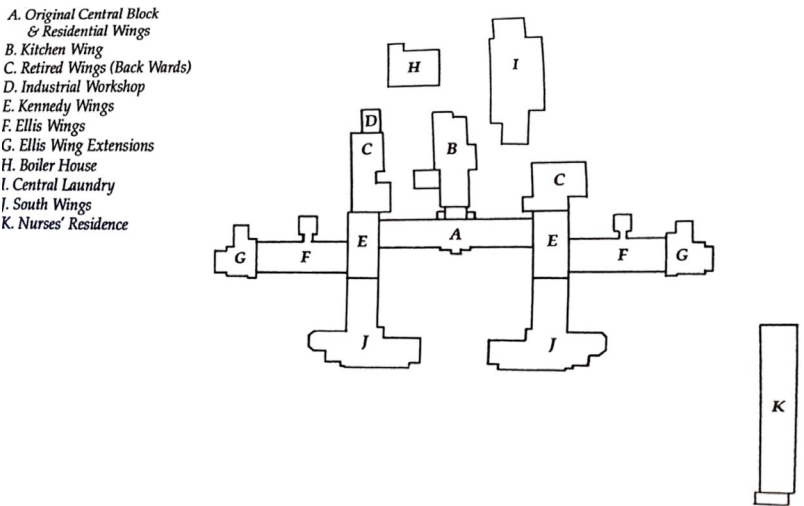 A. Original Central Block
& Residential Wings
B. Kitchen Wing
C. Retired Wings (Back Wards)
D. Industrial Workshop
E. Kennedy Wings
F. Ellis Wings
G. Ellis Wing Extensions
H. Boiler House
I. Central Laundry
J. South Wings
K. Nurses' Residence
H
I
D
C
B
C
A
E
E
G
F
F
G
J
J
K